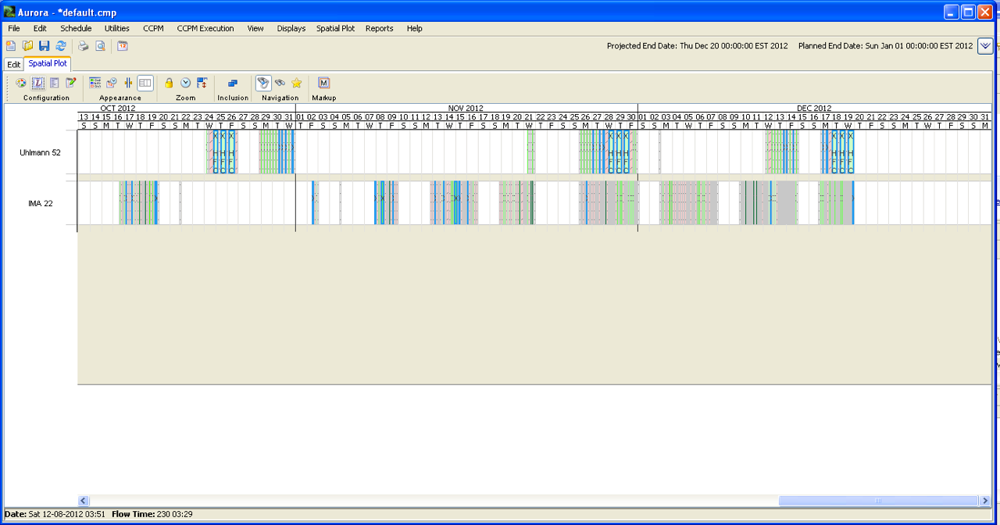 Aurora - *default.cmp
File Edit Schedule Utilities CCPM CCPM Execution View Displays Spatial Plot Reports Help
Projected End Date: Thu Dec 20 00:00:00 EST 2012 Planned End Date: Sun Jan 01 00:00:00 EST 2012
Edit Spatial Plot
Configuration Appearance Zoom Inclusion Navigation Markup
OCT 2012 NOV 2012 DEC 2012
13 14 15 16 17 18 19 20 21 22 23 24 25 26 27 28 29 30 31 01 02 03 04 05 06 07 08 09 10 11 12 13 14 15 16 17 18 19 20 21 22 23 24 25 26 27 28 29 30 01 02 03 04 05 06 07 08 09 10 11 12 13 14 15 16 17 18 19 20 21 22 23 24 25 26 27 28 29 30 31
S S M T W T F S S M T W T F S S M T W T F S S M T W T F S S M T W T F S S M T W T F S S M T W T F S S M T W T F S S M T W T F S S M T W T F S S M T W T F S S M
Uhlmann 52
IMA 22
Date: Sat 12-08-2012 03:51 Flow Time: 230 03:29